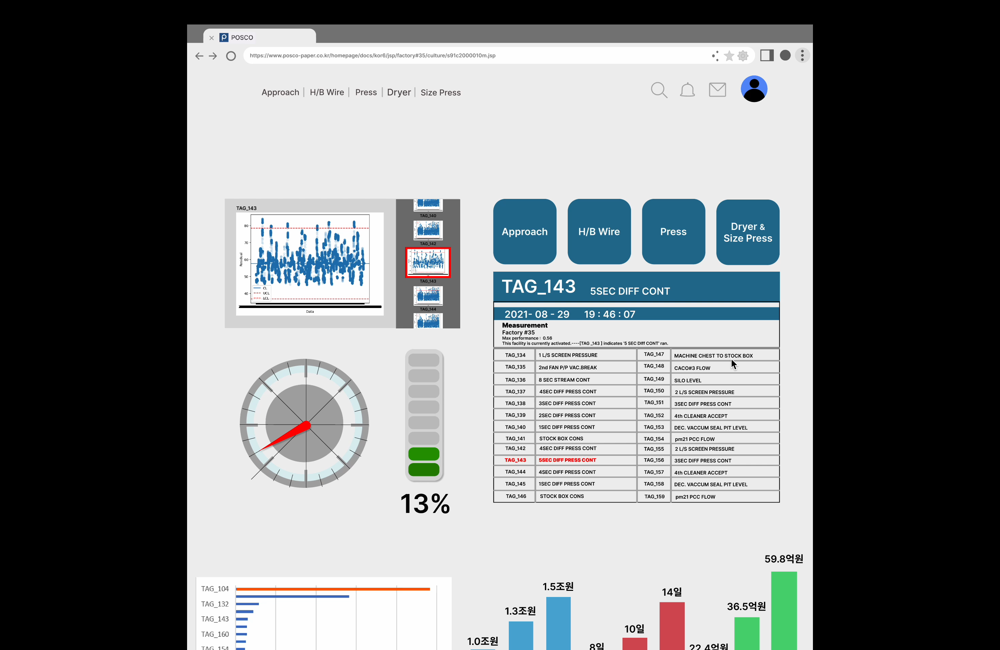 POSCO
https://www.posco-paper.co.kr/homepage/docs/kor6/jsp/factory#35/culture/s91c2000010m.jsp
Approach | H/B Wire | Press | Dryer | Size Press
TAG_143
80
70
60
50
40
Residual
CL
UCL
LCL
Data
TAG_140
TAG_142
TAG_143
TAG_144
Approach
H/B Wire
Press
Dryer &
Size Press
TAG_143 5SEC DIFF CONT
2021- 08 - 29 19 : 46 : 07
Measurement
Factory #35
Max performance : 0.56
This facility is currently activated.----[TAG _143 ] indicates '5 SEC DIff CONT' ran.
TAG_134 1 L/S SCREEN PRESSURE TAG_147 MACHINE CHEST TO STOCK BOX
TAG_135 2nd FAN P/P VAC.BREAK TAG_148 CACO#3 FLOW
TAG_136 8 SEC STREAM CONT TAG_149 SILO LEVEL
TAG_137 4SEC DIFF PRESS CONT TAG_150 2 L/S SCREEN PRESSURE
TAG_138 3SEC DIFF PRESS CONT TAG_151 3SEC DIFF PRESS CONT
TAG_139 2SEC DIFF PRESS CONT TAG_152 4th CLEANER ACCEPT
TAG_140 1SEC DIFF PRESS CONT TAG_153 DEC. VACCUM SEAL PIT LEVEL
TAG_141 STOCK BOX CONS TAG_154 pm21 PCC FLOW
TAG_142 4SEC DIFF PRESS CONT TAG_155 2 L/S SCREEN PRESSURE
TAG_143 5SEC DIFF PRESS CONT TAG_156 3SEC DIFF PRESS CONT
TAG_144 4SEC DIFF PRESS CONT TAG_157 4th CLEANER ACCEPT
TAG_145 1SEC DIFF PRESS CONT TAG_158 DEC. VACCUM SEAL PIT LEVEL
TAG_146 STOCK BOX CONS TAG_159 pm21 PCC FLOW
13%
TAG_104
TAG_132
TAG_143
TAG_160
TAG_154
1.0조원
1.3조원
1.5조원
8일
10일
14일
22.4억원
36.5억원
59.8억원